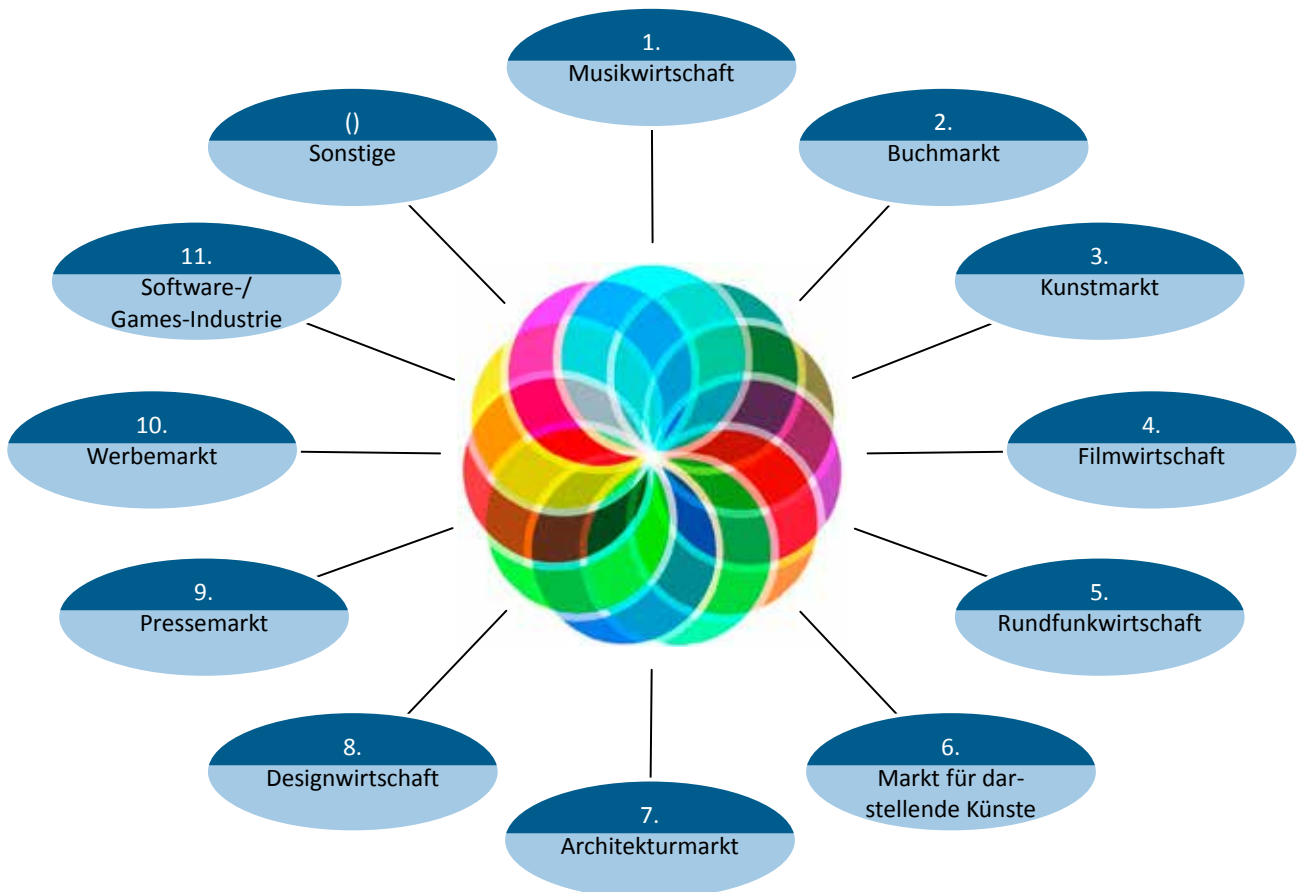 1.
Musikwirtschaft
2.
Buchmarkt
3.
Kunstmarkt
4.
Filmwirtschaft
5.
Rundfunkwirtschaft
6.
Markt für dar-
stellende Künste
7.
Architekturmarkt
8.
Designwirtschaft
9.
Pressemarkt
10.
Werbemarkt
11.
Software-/
Games-Industrie
()
Sonstige